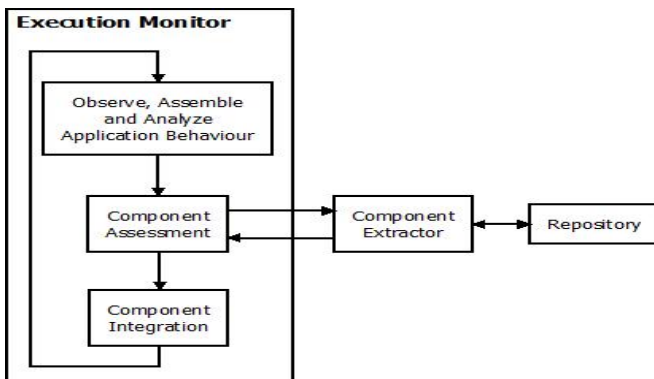 Execution Monitor
Observe, Assemble
and Analyze
Application Behaviour
Component
Assessment
Component
Extractor
Repository
Component
Integration